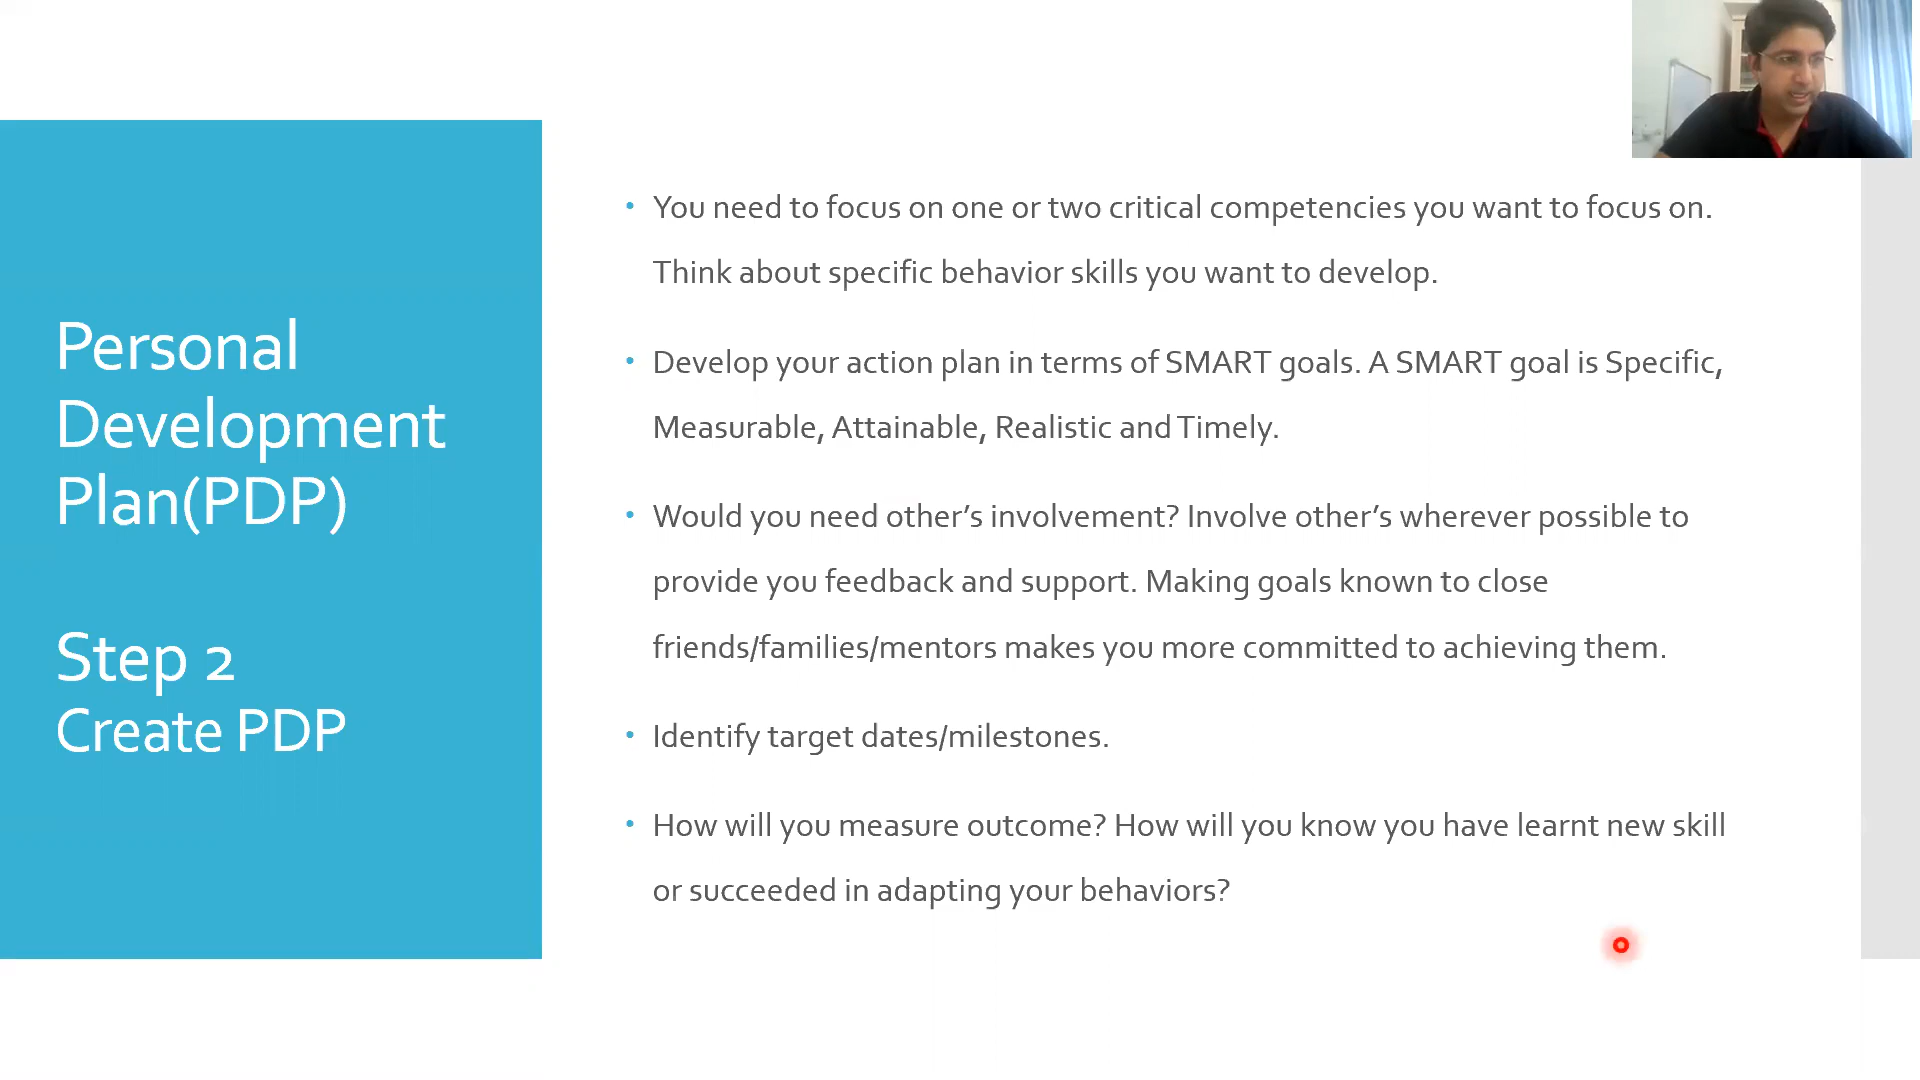 Personal
Development
Plan(PDP)
Step 2
Create PDP
• You need to focus on one or two critical competencies you want to focus on.
Think about specific behavior skills you want to develop.
• Develop your action plan in terms of SMART goals. A SMART goal is Specific,
Measurable, Attainable, Realistic and Timely.
• Would you need other’s involvement? Involve other’s wherever possible to
provide you feedback and support. Making goals known to close
friends/families/mentors makes you more committed to achieving them.
• Identify target dates/milestones.
• How will you measure outcome? How will you know you have learnt new skill
or succeeded in adapting your behaviors?